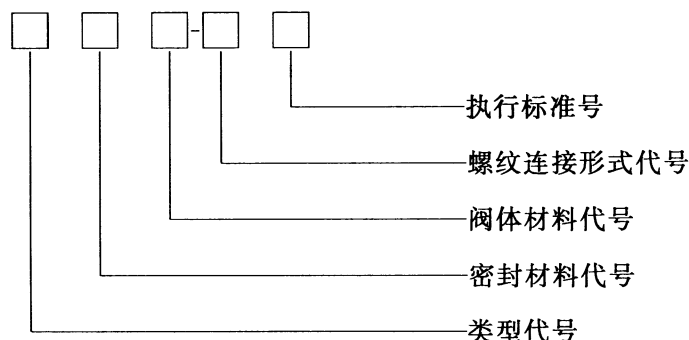 □ □ □-□ □
执行标准号
螺纹连接形式代号
阀体材料代号
密封材料代号
类型代号